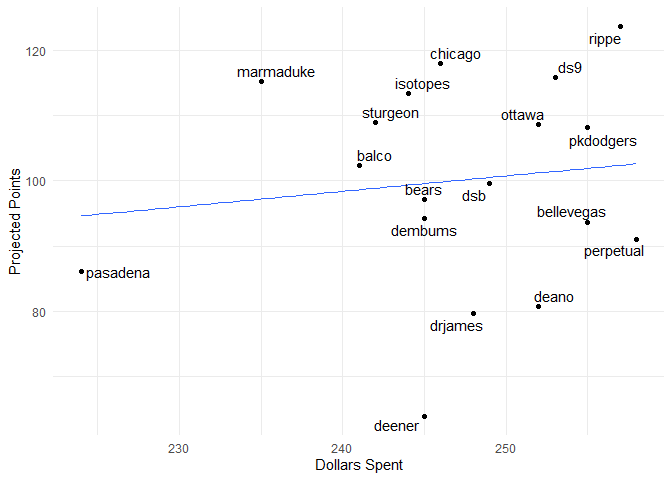 rippe
120
chicago
ds9
marmaduke
isotopes
sturgeon
ottawa
pkdodgers
balco
Projected Points
100
bears
dsb
bellevegas
dembums
perpetual
pasadena
deano
80
drjames
deener
230
240
250
Dollars Spent